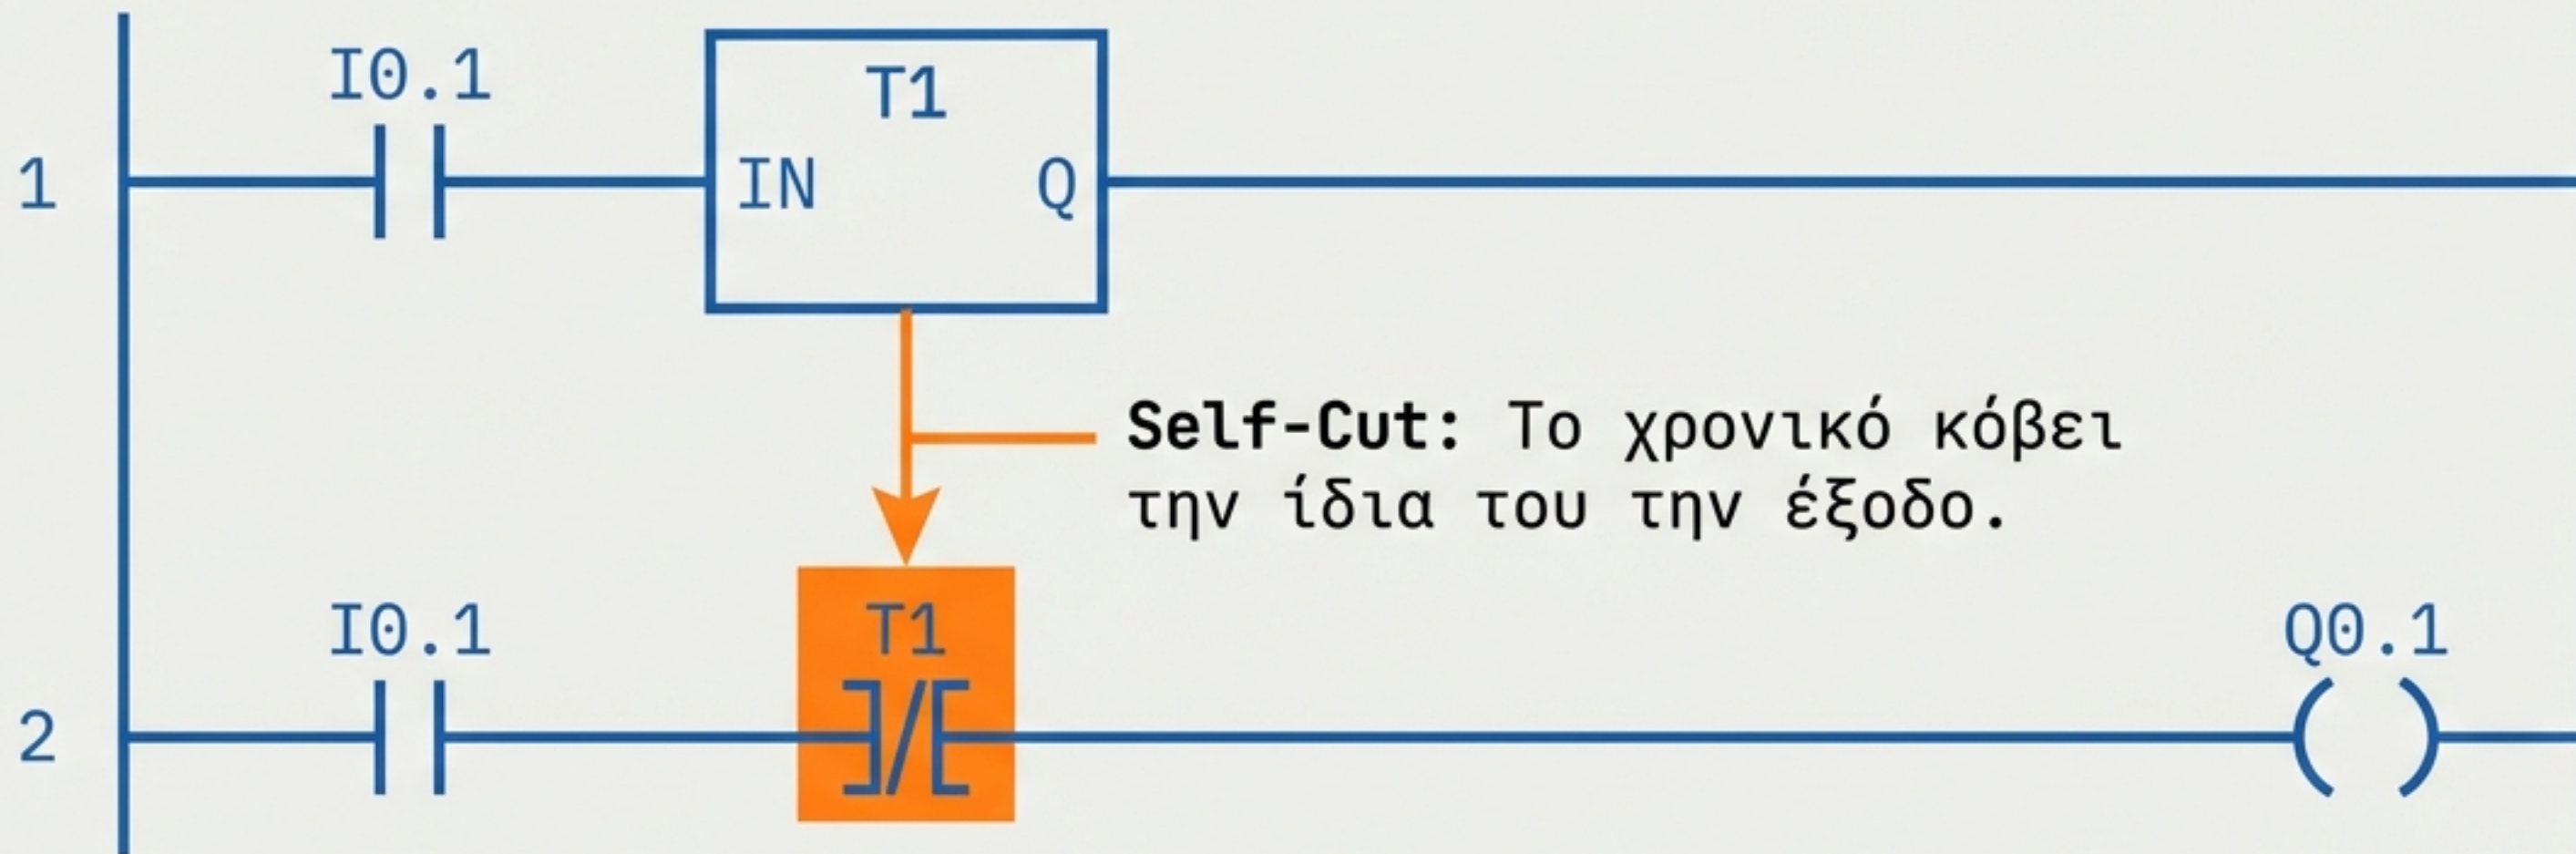 I0.1
T1
1
IN Q
Self-Cut: Το χρονικό κόβει
την ίδια του την έξοδο.
I0.1 T1 Q0.1
2